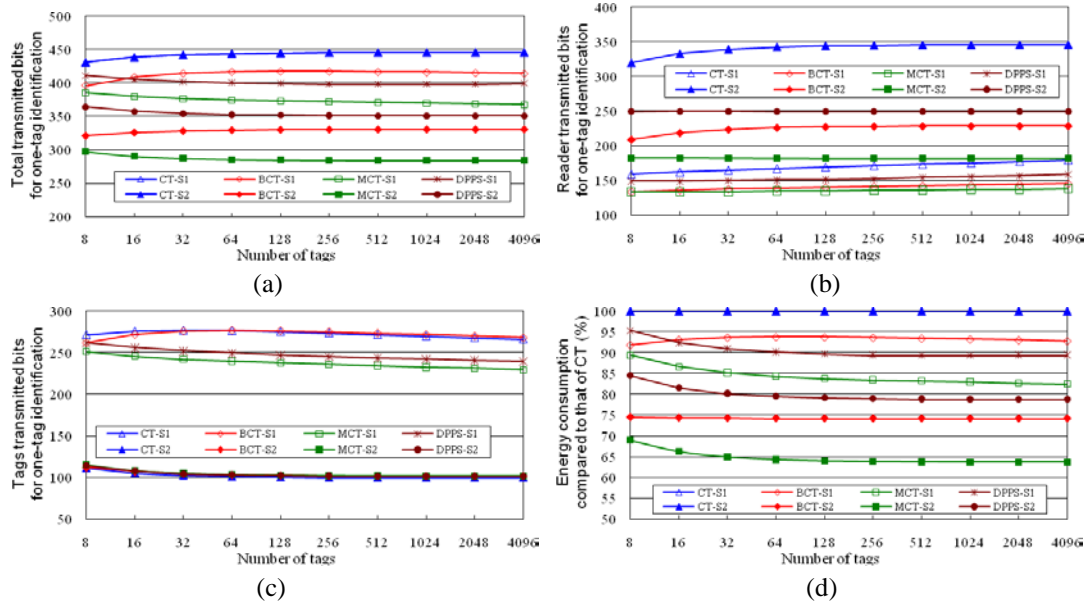 Total transmitted bits
for one-tag identification
500
450
400
350
300
250
200
CT-S1 BCT-S1 MCT-S1 DPPS-S1
CT-S2 BCT-S2 MCT-S2 DPPS-S2
8 16 32 64 128 256 512 1024 2048 4096
Number of tags
(a)
Reader transmitted bits
for one-tag identification
400
350
300
250
200
150
100
CT-S1 BCT-S1 MCT-S1 DPPS-S1
CT-S2 BCT-S2 MCT-S2 DPPS-S2
8 16 32 64 128 256 512 1024 2048 4096
Number of tags
(b)
Tags transmitted bits
for one-tag identification
300
250
200
150
100
50
CT-S1 BCT-S1 MCT-S1 DPPS-S1
CT-S2 BCT-S2 MCT-S2 DPPS-S2
8 16 32 64 128 256 512 1024 2048 4096
Number of tags
(c)
Energy consumption
compared to that of CT (%)
100
95
90
85
80
75
70
65
60
55
50
CT-S1 BCT-S1 MCT-S1 DPPS-S1
CT-S2 BCT-S2 MCT-S2 DPPS-S2
8 16 32 64 128 256 512 1024 2048 4096
Number of tags
(d)